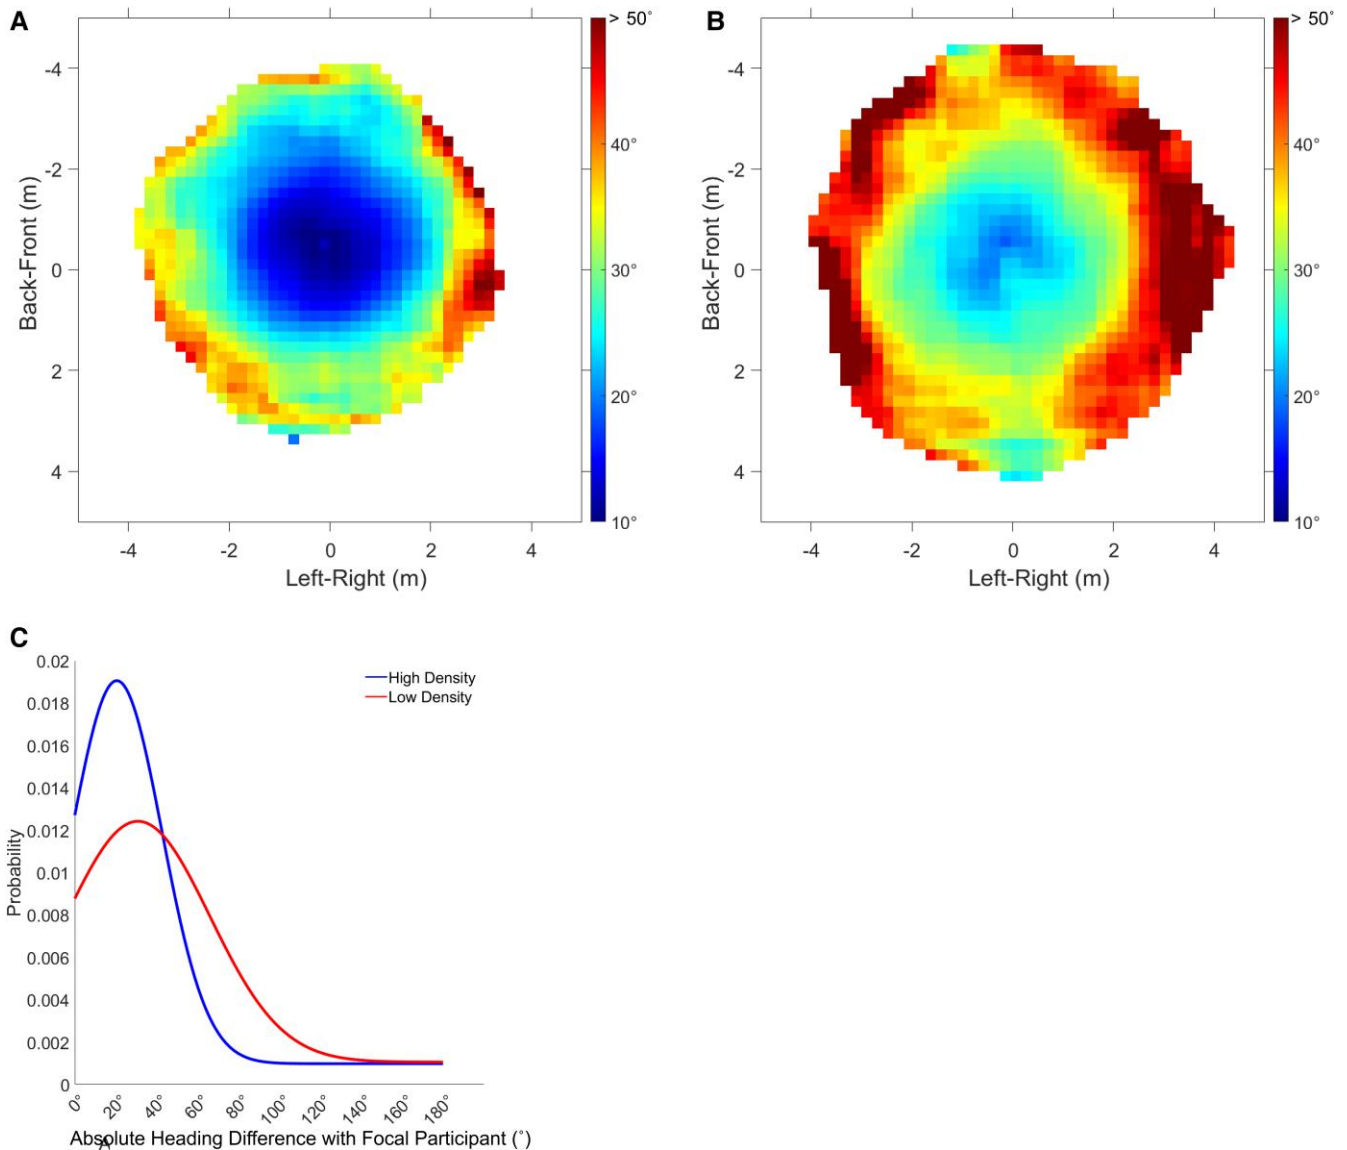 A
B
> 50°
40°
30°
20°
10°
-4
-2
0
2
4
Back-Front (m)
-4 -2 0 2 4
Left-Right (m)
> 50°
40°
30°
20°
10°
-4
-2
0
2
4
Back-Front (m)
-4 -2 0 2 4
Left-Right (m)
C
0.02
0.018
0.016
0.014
0.012
0.01
0.008
0.006
0.004
0.002
0
Probability
High Density
Low Density
0° 20° 40° 60° 80° 100° 120° 140° 160° 180°
Absolute Heading Difference with Focal Participant (°)
A